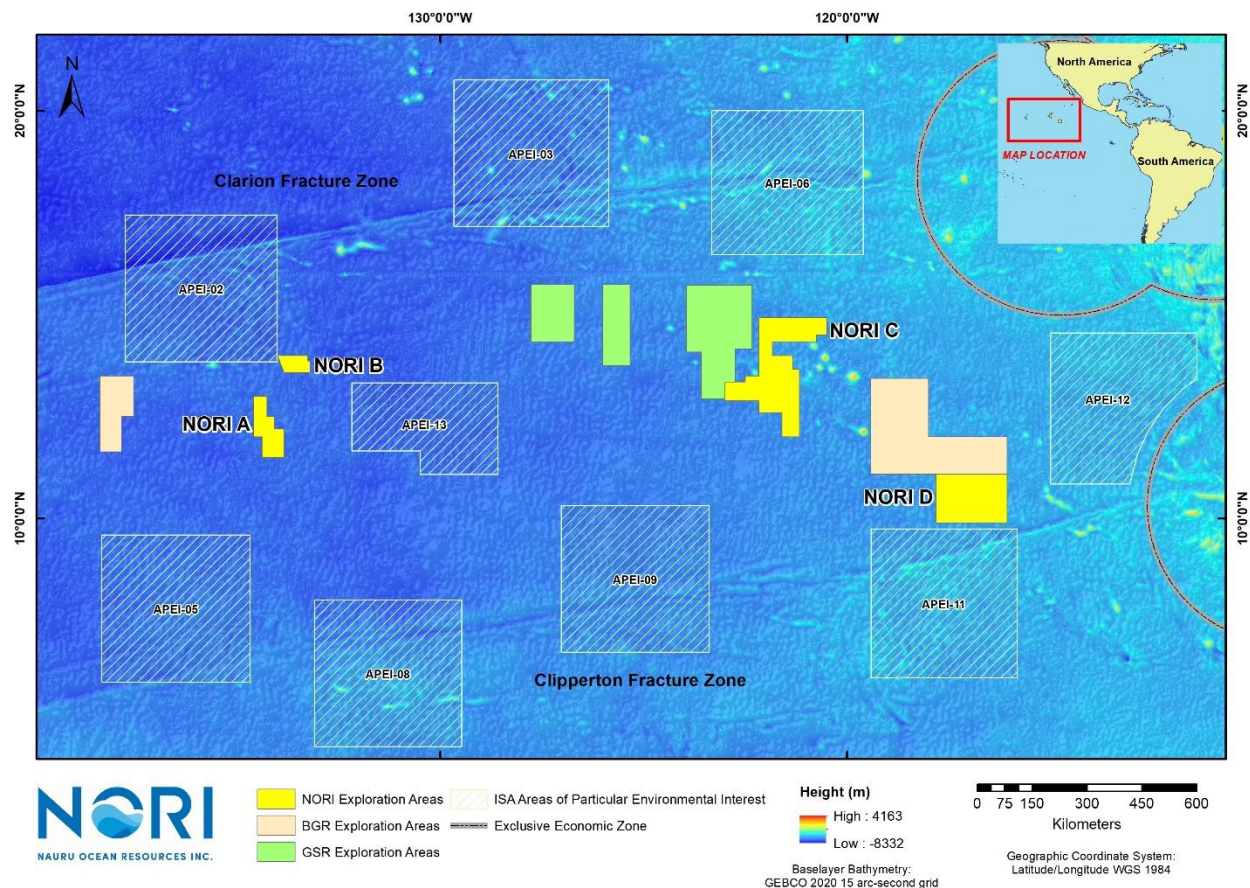 130°0'0"W
120°0'0"W
N
20°0'0"N
20°0'0"N
North America
MAP LOCATION
South America
APEI-03
Clarion Fracture Zone
APEI-06
APEI-02
NORI C
NORI B
NORI A
APEI-13
APEI-12
NORI D
10°0'0"N
10°0'0"N
APEI-05
APEI-09
APEI-11
APEI-08
Clipperton Fracture Zone
NORI
NAURU OCEAN RESOURCES INC.
NORI Exploration Areas
BGR Exploration Areas
GSR Exploration Areas
ISA Areas of Particular Environmental Interest
Exclusive Economic Zone
Height (m)
High : 4163
Low : -8332
Baselayer Bathymetry:
GEBCO 2020 15 arc-second grid
0 75 150 300 450 600
Kilometers
Geographic Coordinate System:
Latitude/Longitude WGS 1984